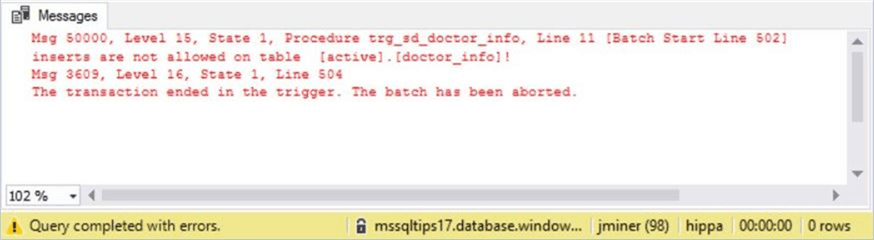 Messages
Msg 50000, Level 15, State 1, Procedure trg_sd_doctor_info, Line 11 [Batch Start Line 502]
inserts are not allowed on table  [active].[doctor_info]!
Msg 3609, Level 16, State 1, Line 504
The transaction ended in the trigger. The batch has been aborted.
102 %
Query completed with errors. mssqltips17.database.window... jminer (98) hippa 00:00:00 0 rows